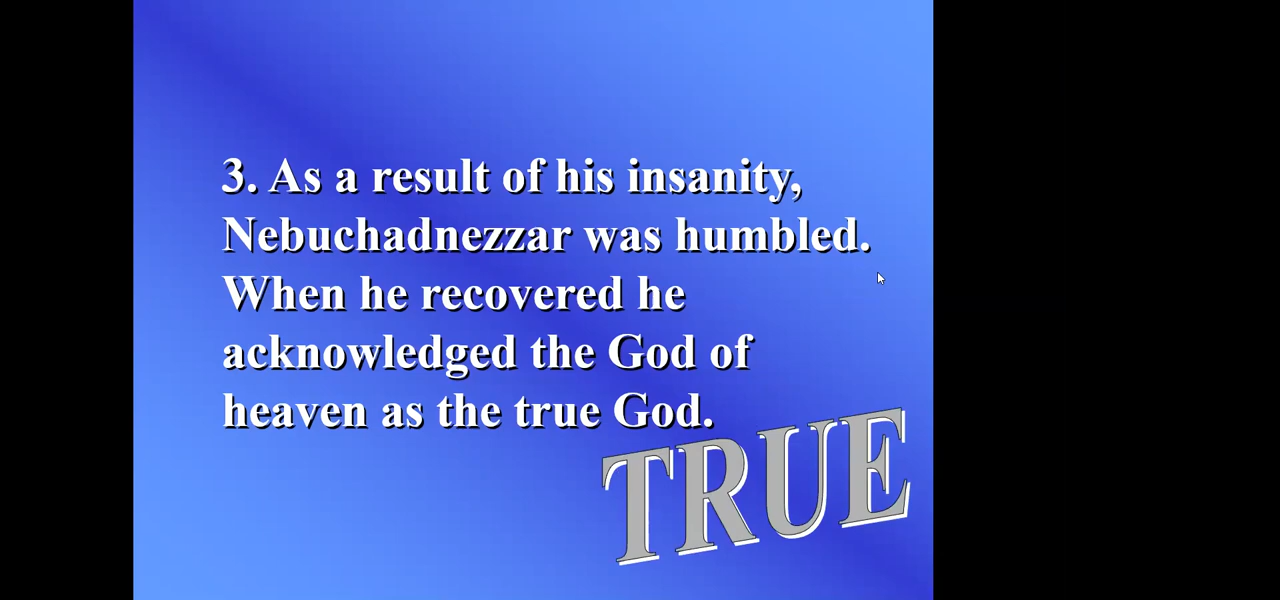 3. As a result of his insanity,
Nebuchadnezzar was humbled.
When he recovered he
acknowledged the God of
heaven as the true God.
TRUE